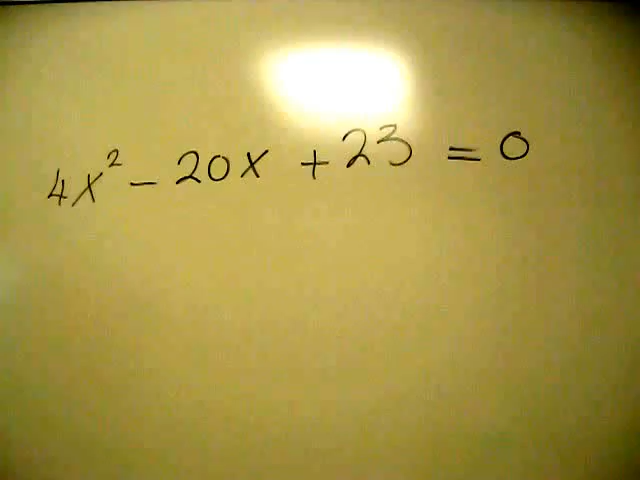 4x² - 20x + 23 = 0